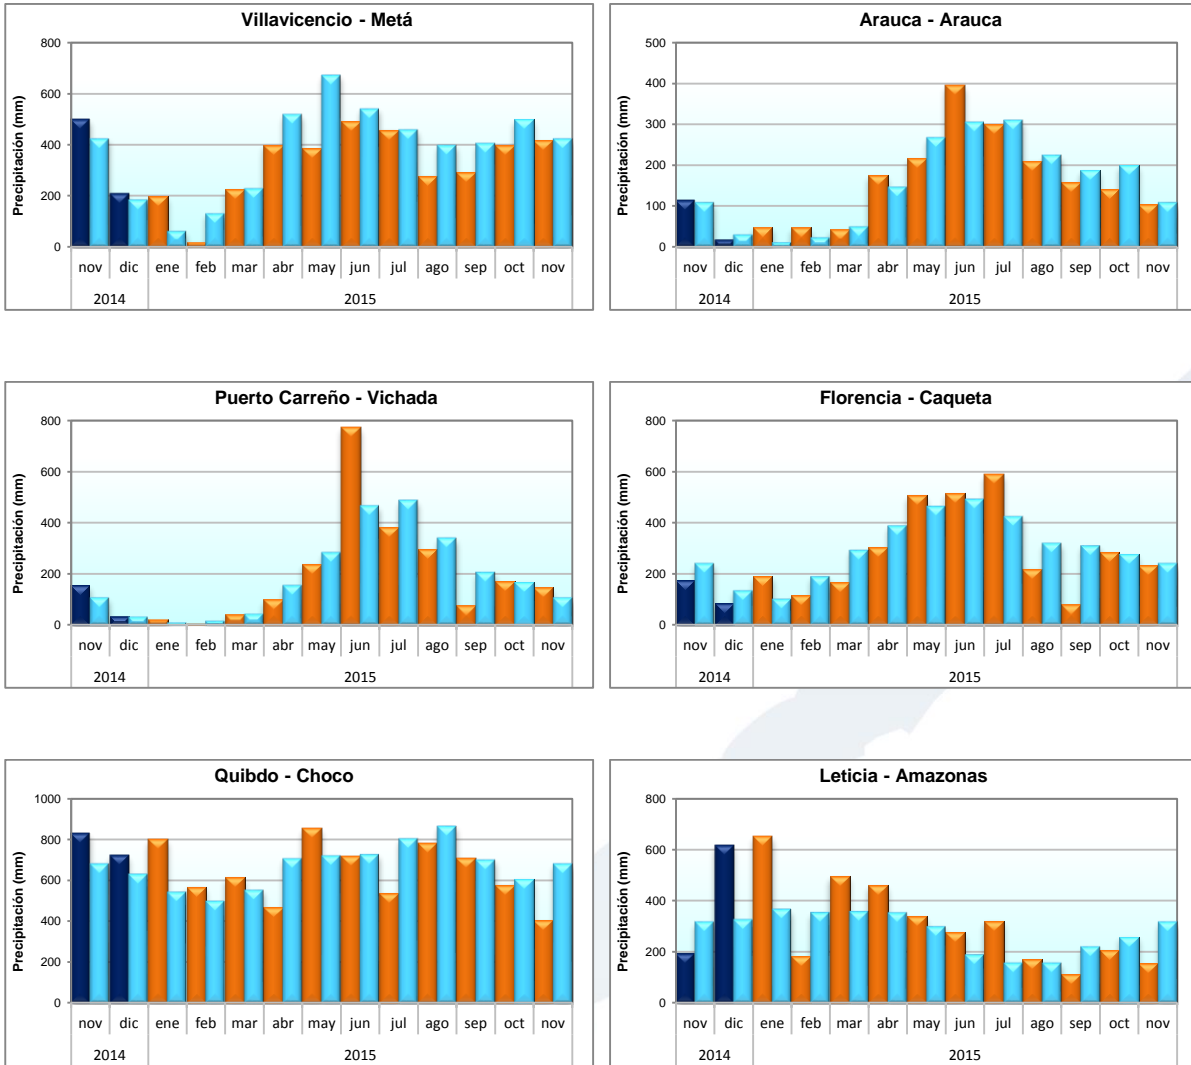 Villavicencio - Metá
Precipitación (mm)
800
600
400
200
0
nov dic ene feb mar abr may jun jul ago sep oct nov
2014 2015
Arauca - Arauca
Precipitación (mm)
500
400
300
200
100
0
nov dic ene feb mar abr may jun jul ago sep oct nov
2014 2015
Puerto Carreño - Vichada
Precipitación (mm)
800
600
400
200
0
nov dic ene feb mar abr may jun jul ago sep oct nov
2014 2015
Florencia - Caqueta
Precipitación (mm)
800
600
400
200
0
nov dic ene feb mar abr may jun jul ago sep oct nov
2014 2015
Quibdo - Choco
Precipitación (mm)
1000
800
600
400
200
0
nov dic ene feb mar abr may jun jul ago sep oct nov
2014 2015
Leticia - Amazonas
Precipitación (mm)
800
600
400
200
0
nov dic ene feb mar abr may jun jul ago sep oct nov
2014 2015